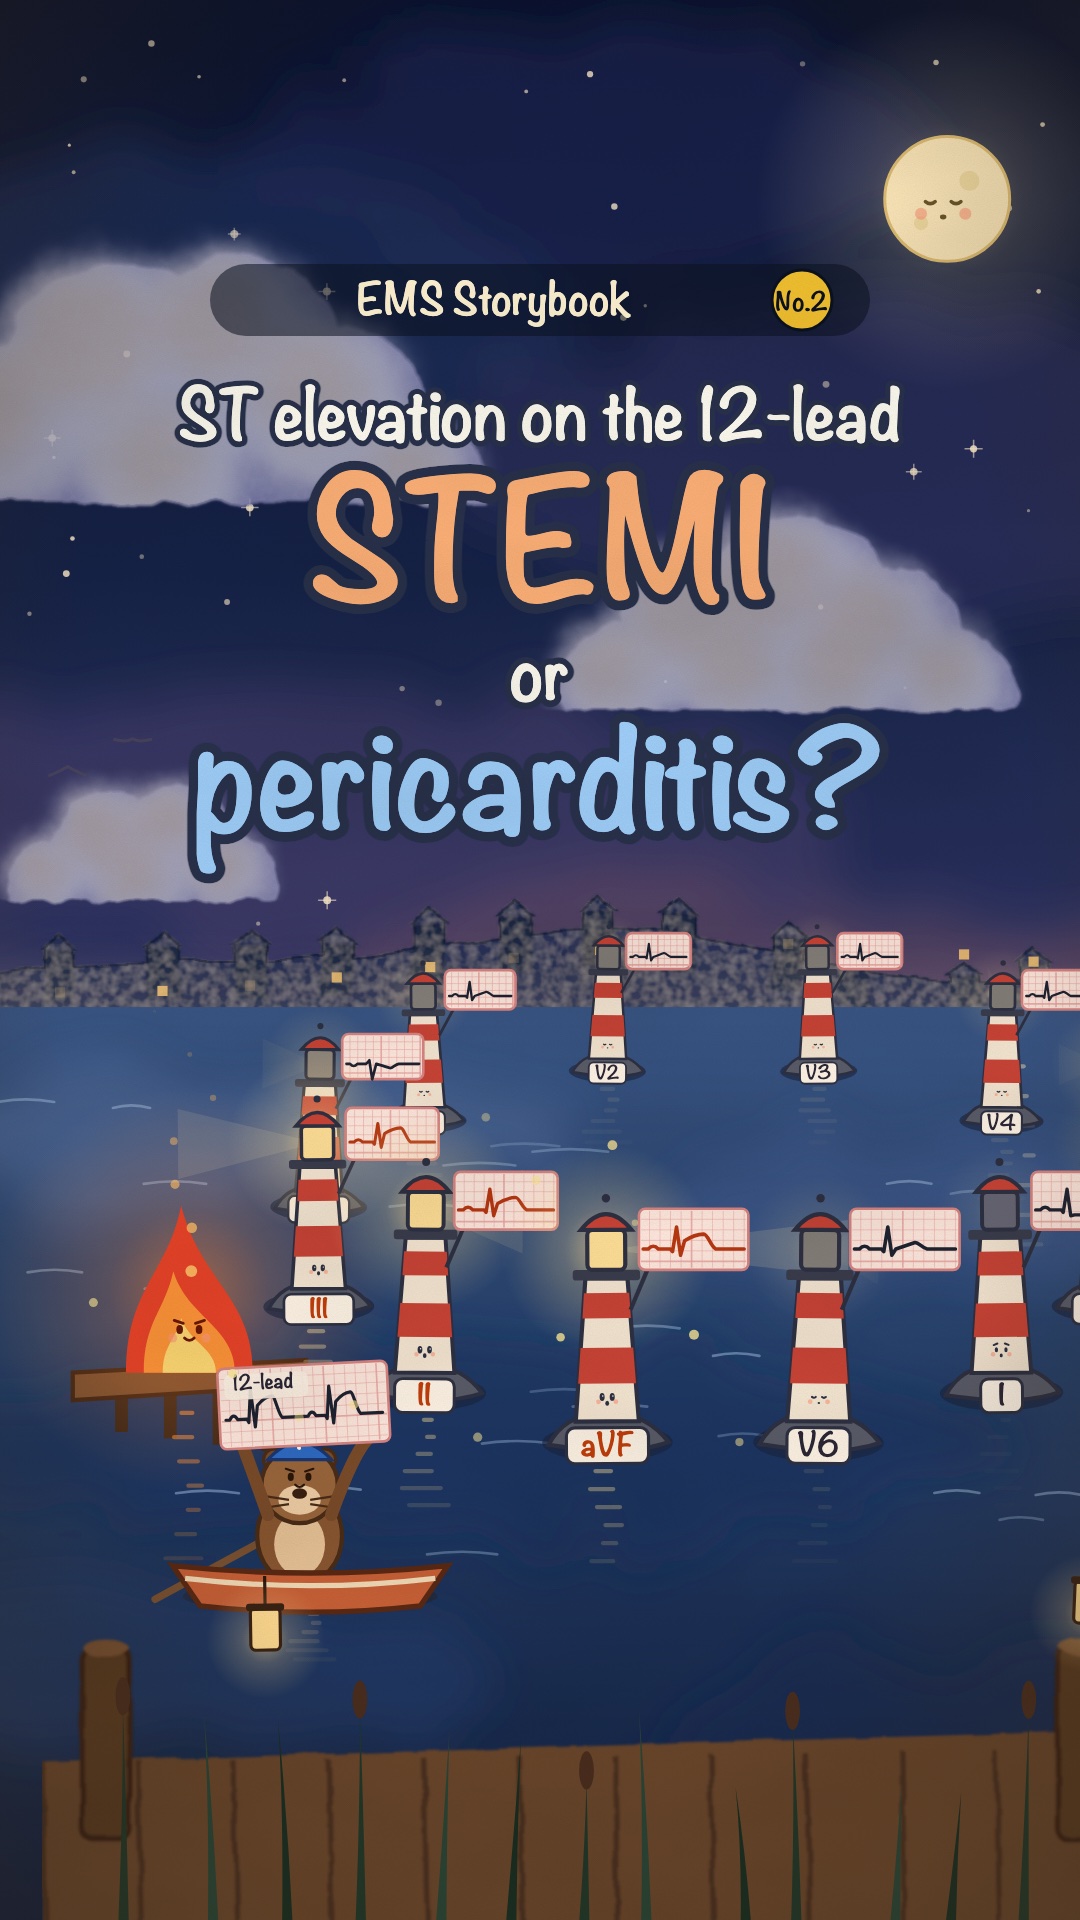 EMS Storybook No.2
ST elevation on the 12-lead
STEMI
or
pericarditis?
V2
V3
V4
III
II
aVF
V6
I
12-lead